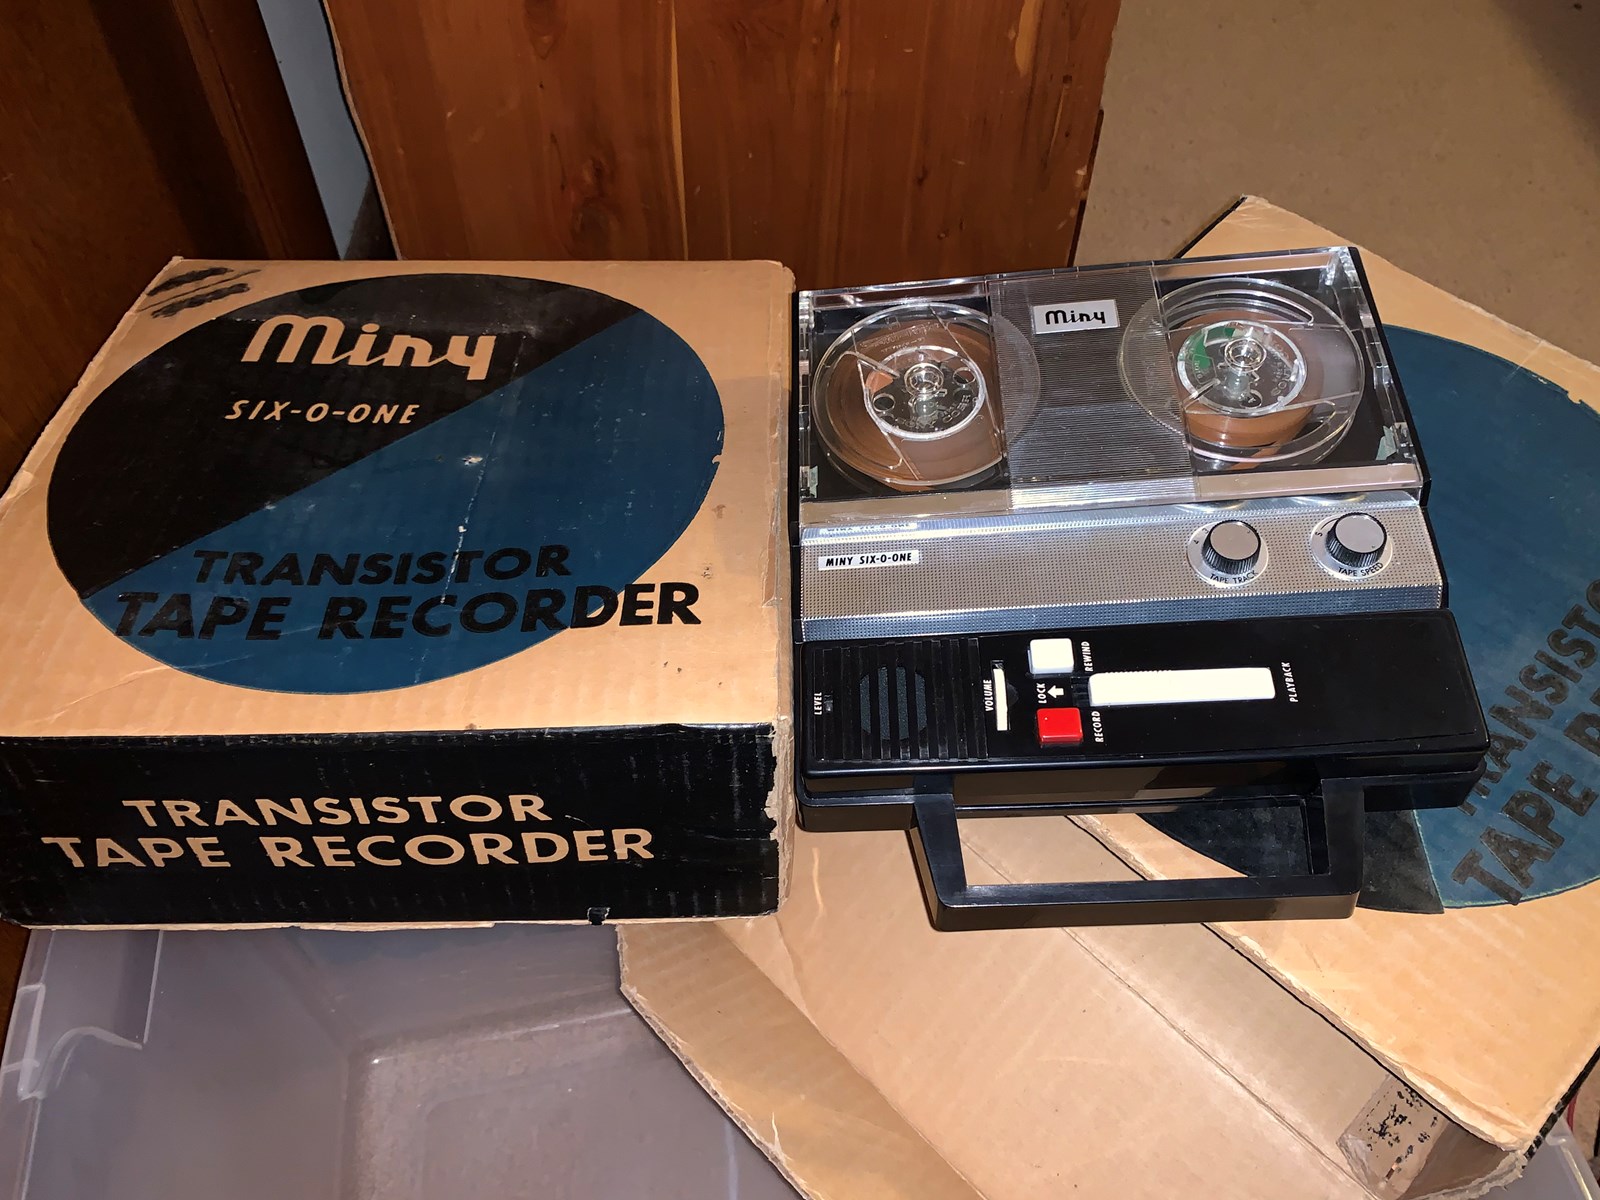 Miny
SIX-O-ONE
TRANSISTOR
TAPE RECORDER
TRANSISTOR
TAPE RECORDER
Miny
MINY SIX-O-ONE
TAPE TRACK
TAPE SPEED
LEVEL
VOLUME
LOCK
REWIND
RECORD
PLAYBACK
TRANSISTOR
TAPE